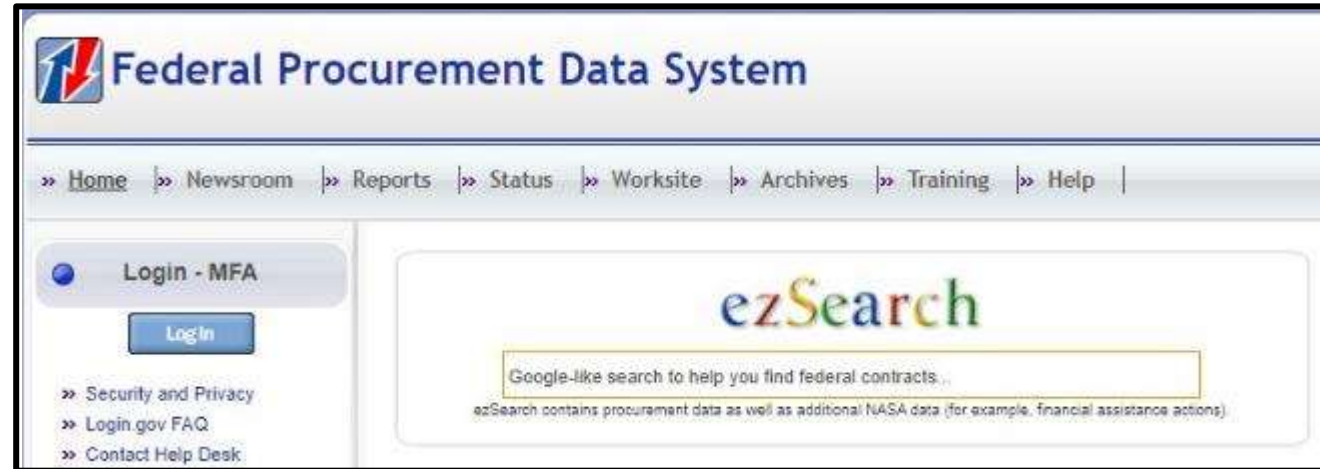 Federal Procurement Data System
» Home » Newsroom » Reports » Status » Worksite » Archives » Training » Help
Login - MFA
Log In
» Security and Privacy
» Login.gov FAQ
» Contact Help Desk
ezSearch
Google-like search to help you find federal contracts...
ezSearch contains procurement data as well as additional NASA data (for example, financial assistance actions).